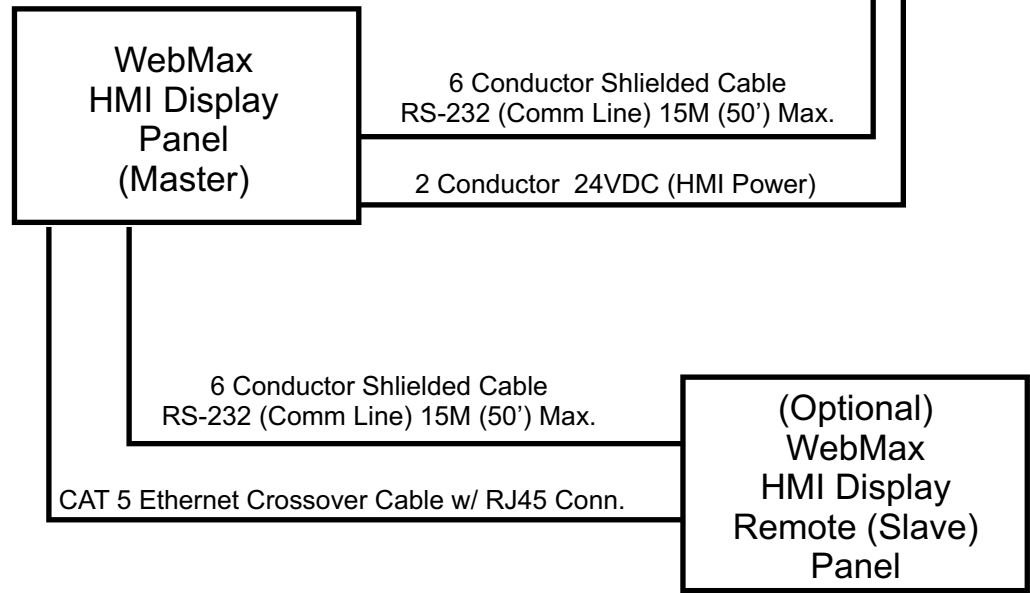 WebMax
HMI Display
Panel
(Master)
6 Conductor Shlielded Cable
RS-232 (Comm Line) 15M (50’) Max.
2 Conductor  24VDC (HMI Power)
6 Conductor Shlielded Cable
RS-232 (Comm Line) 15M (50’) Max.
CAT 5 Ethernet Crossover Cable w/ RJ45 Conn.
(Optional)
WebMax
HMI Display
Remote (Slave)
Panel